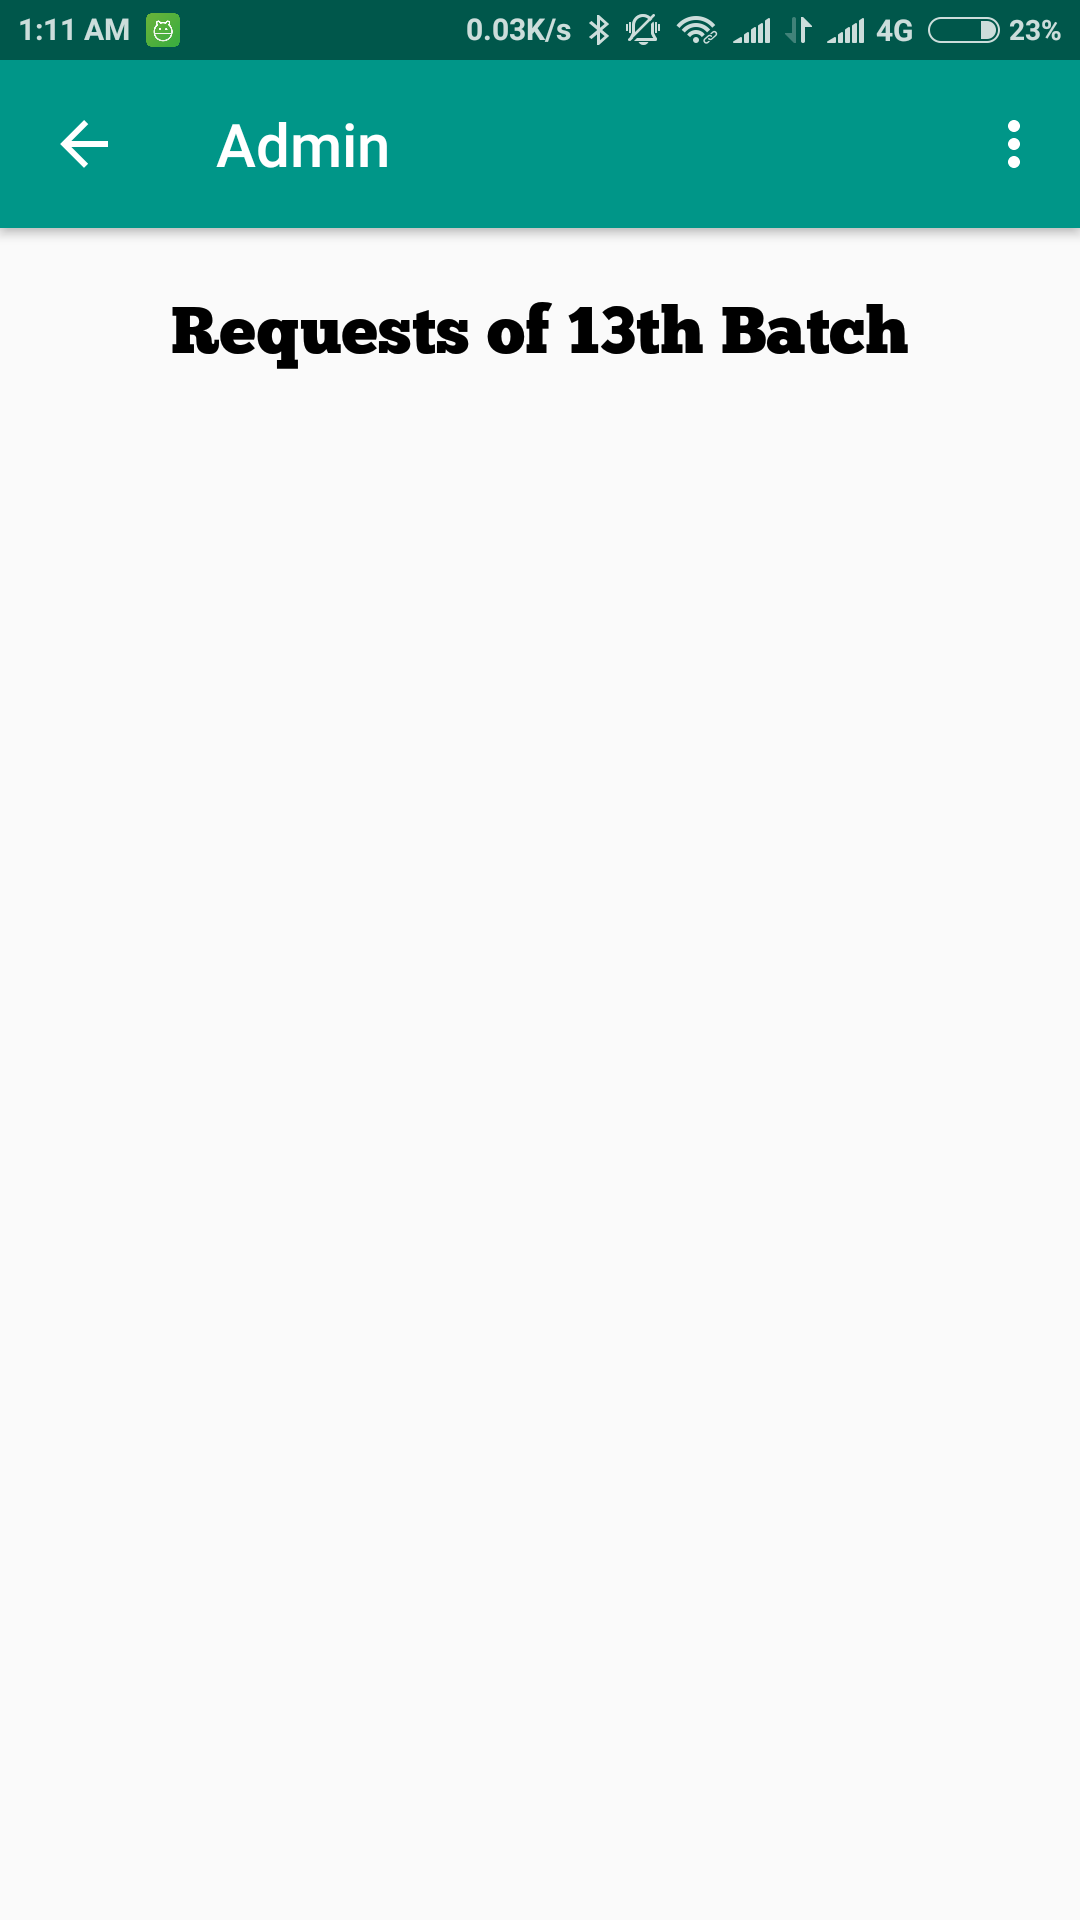 1:11 AM 0.03K/s 4G 23%
Admin
Requests of 13th Batch